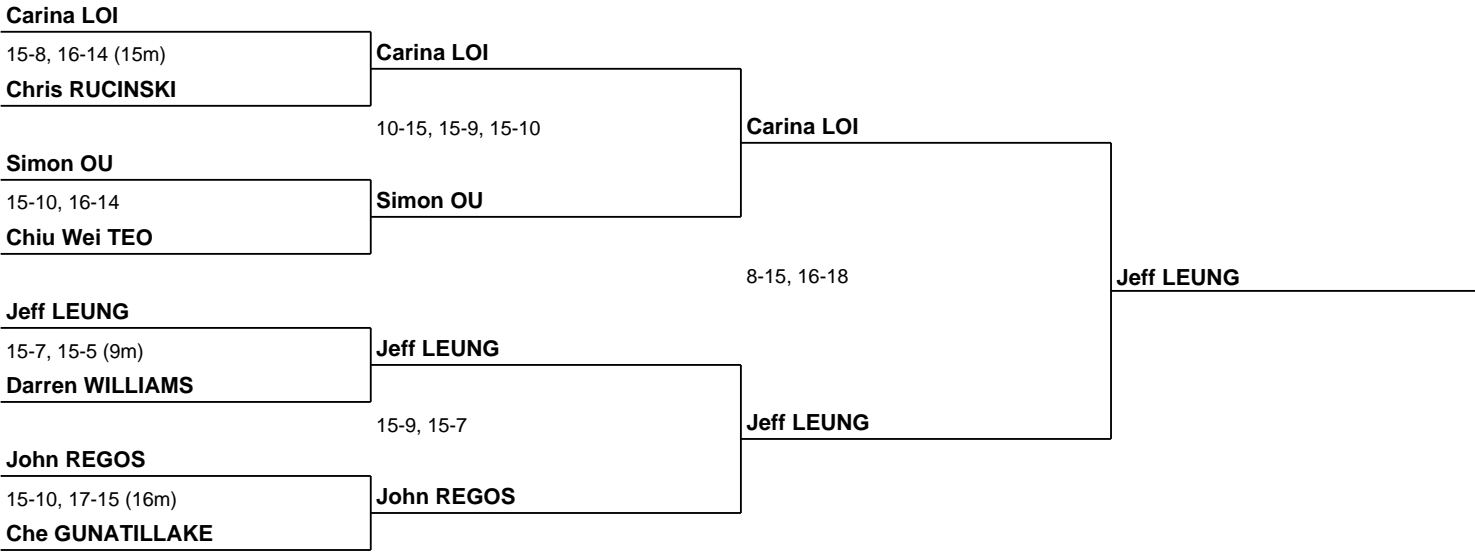 Carina LOI
15-8, 16-14 (15m)
Carina LOI
Chris RUCINSKI
10-15, 15-9, 15-10
Carina LOI
Simon OU
15-10, 16-14
Simon OU
Chiu Wei TEO
8-15, 16-18
Jeff LEUNG
Jeff LEUNG
15-7, 15-5 (9m)
Jeff LEUNG
Darren WILLIAMS
15-9, 15-7
Jeff LEUNG
John REGOS
15-10, 17-15 (16m)
John REGOS
Che GUNATILLAKE